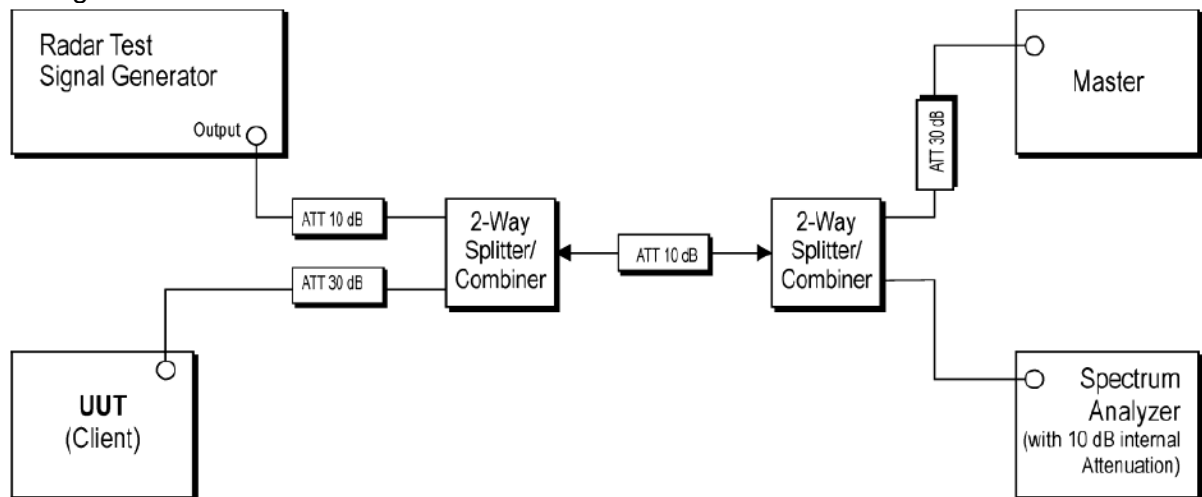 Radar Test
Signal Generator
Output
ATT 10 dB
ATT 30 dB
2-Way
Splitter/
Combiner
ATT 10 dB
2-Way
Splitter/
Combiner
ATT 30 dB
Master
UUT
(Client)
Spectrum
Analyzer
(with 10 dB internal
Attenuation)